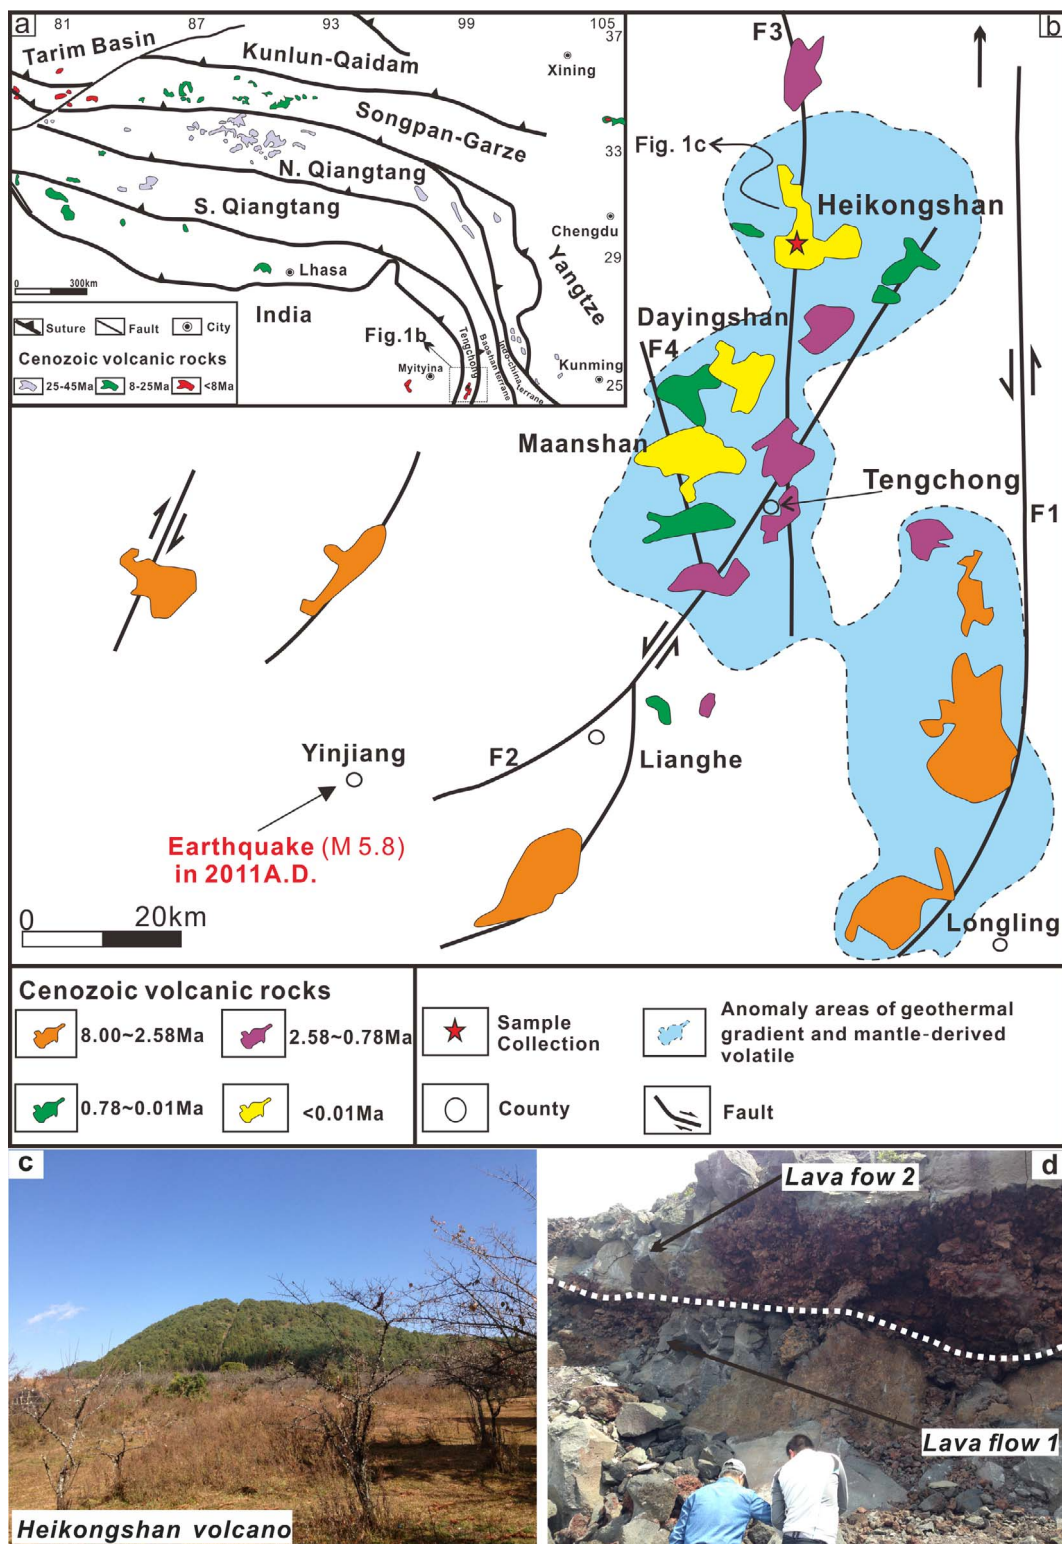 a
81
87
93
99
105
37
33
29
25
Tarim Basin
Kunlun-Qaidam
Xining
Songpan-Garze
N. Qiangtang
S. Qiangtang
Chengdu
Yangtze
Lhasa
0 300km
India
Suture
Fault
City
Cenozoic volcanic rocks
25-45Ma
8-25Ma
<8Ma
Fig.1b
Myityina
Tengchong
Baoshan terrane
Indo-china terrane
Kunming
b
F3
Fig. 1c
Heikongshan
Dayingshan
F4
Maanshan
Tengchong
F1
F2
Lianghe
Yinjiang
Earthquake (M 5.8)
in 2011A.D.
0 20km
Longling
Cenozoic volcanic rocks
8.00~2.58Ma
2.58~0.78Ma
0.78~0.01Ma
<0.01Ma
Sample
Collection
County
Anomaly areas of geothermal
gradient and mantle-derived
volatile
Fault
c
Heikongshan volcano
d
Lava fow 2
Lava flow 1